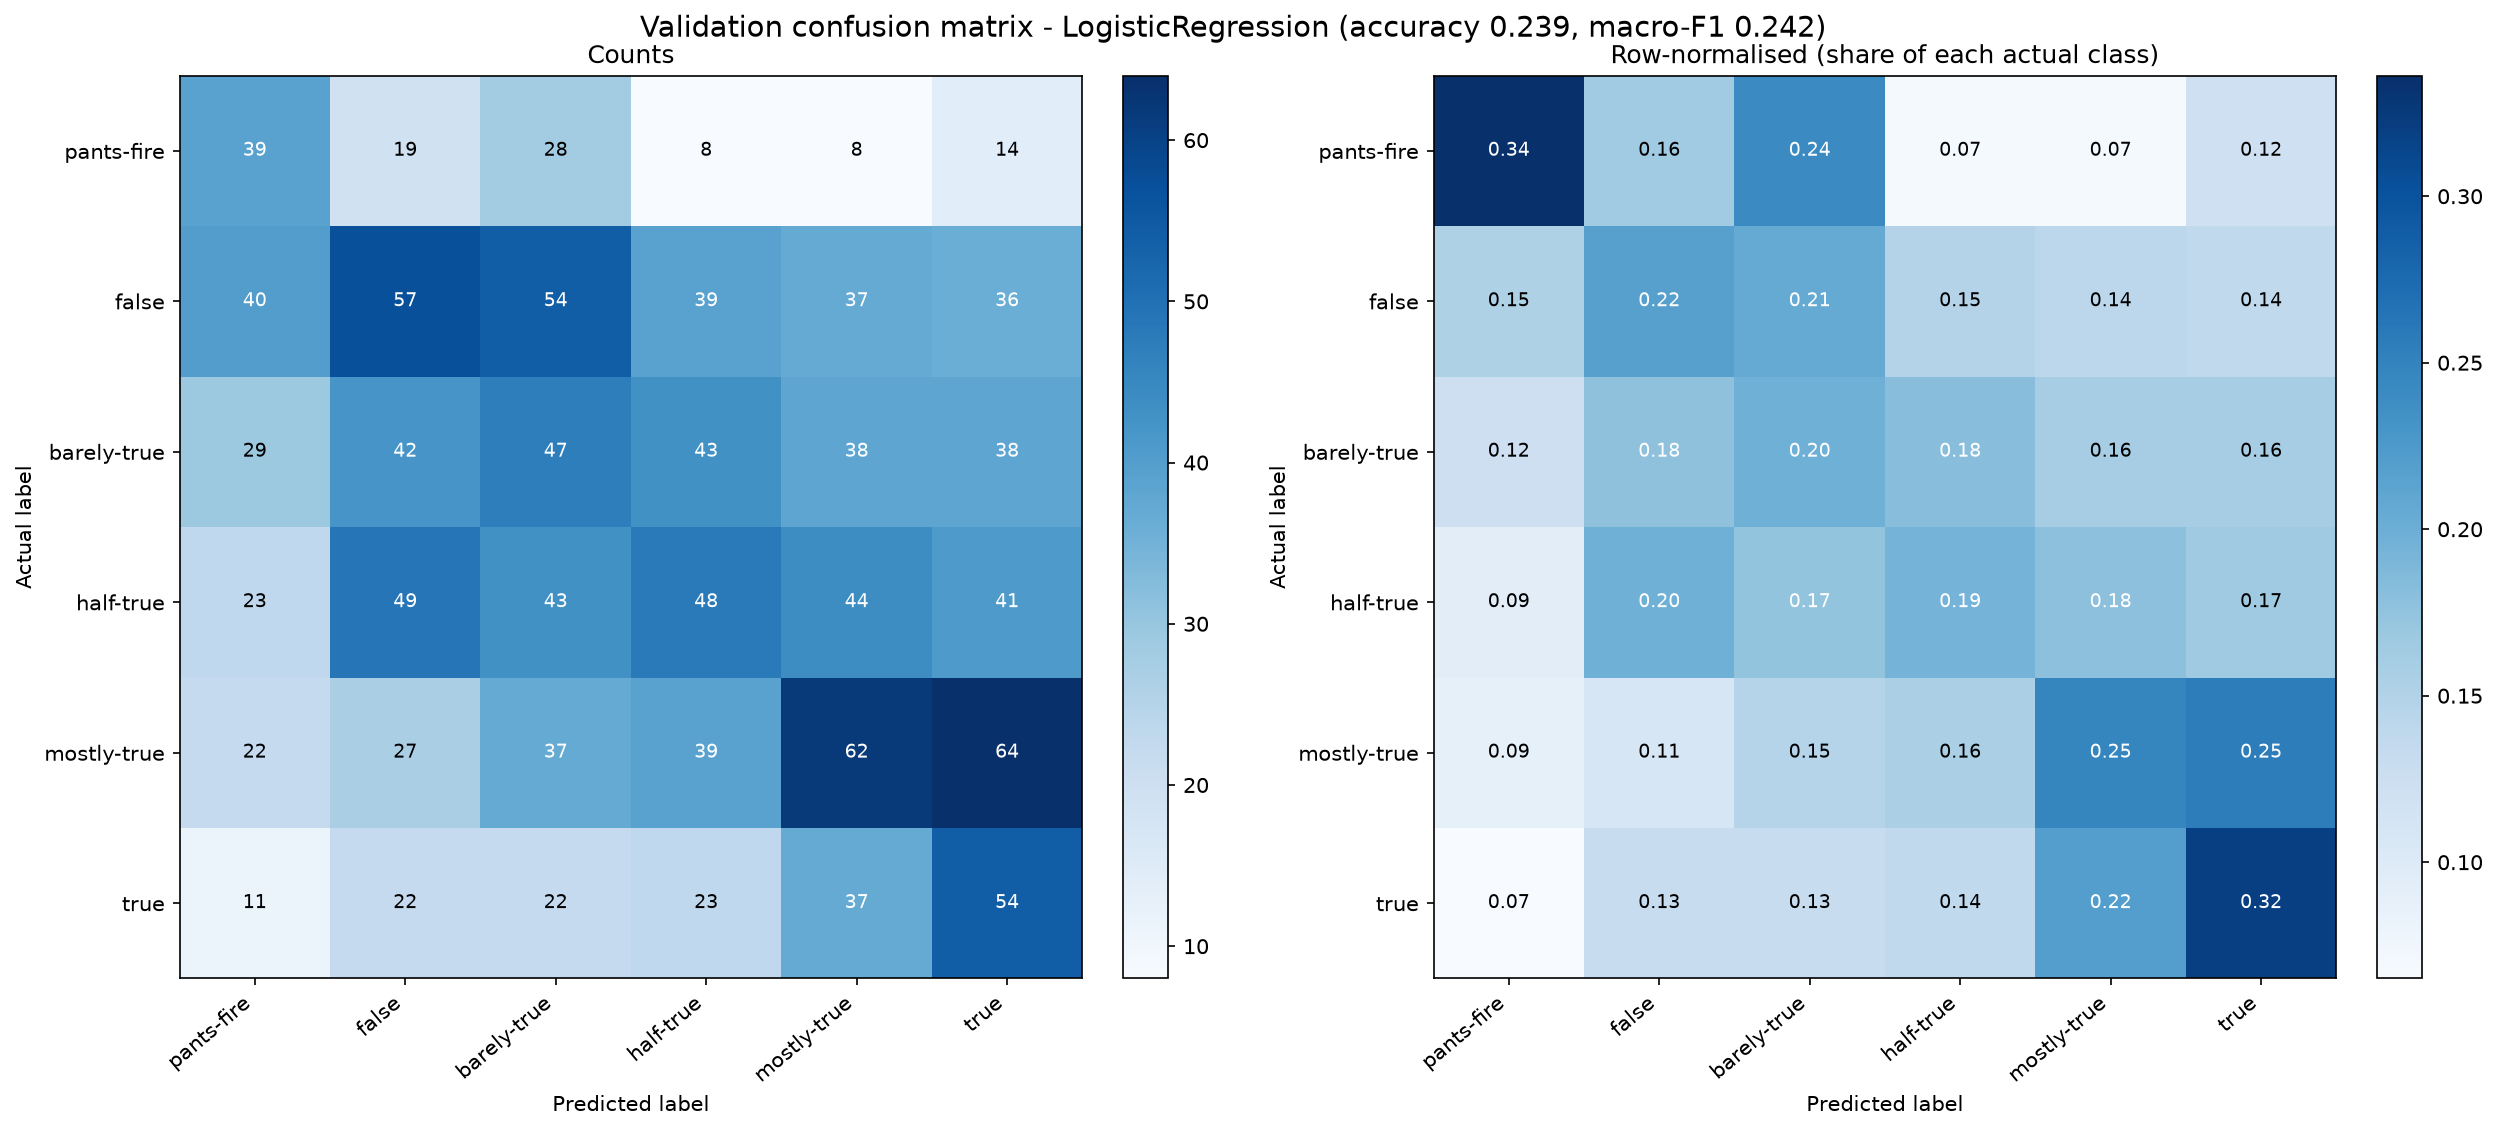 Validation confusion matrix - LogisticRegression (accuracy 0.239, macro-F1 0.242)
Counts
Actual label
pants-fire 39 19 28 8 8 14
false 40 57 54 39 37 36
barely-true 29 42 47 43 38 38
half-true 23 49 43 48 44 41
mostly-true 22 27 37 39 62 64
true 11 22 22 23 37 54
pants-fire false barely-true half-true mostly-true true
Predicted label
60
50
40
30
20
10
Row-normalised (share of each actual class)
Actual label
pants-fire 0.34 0.16 0.24 0.07 0.07 0.12
false 0.15 0.22 0.21 0.15 0.14 0.14
barely-true 0.12 0.18 0.20 0.18 0.16 0.16
half-true 0.09 0.20 0.17 0.19 0.18 0.17
mostly-true 0.09 0.11 0.15 0.16 0.25 0.25
true 0.07 0.13 0.13 0.14 0.22 0.32
pants-fire false barely-true half-true mostly-true true
Predicted label
0.30
0.25
0.20
0.15
0.10